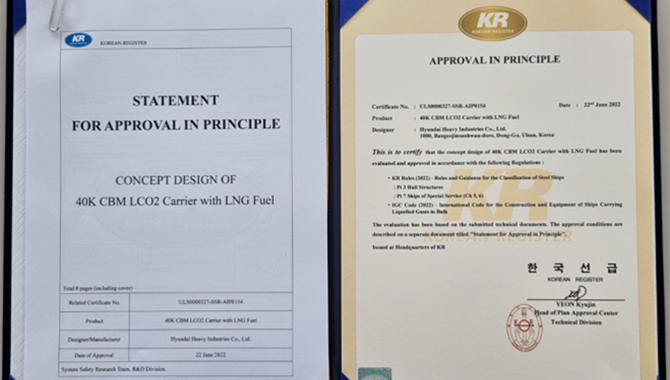 KR
KOREAN REGISTER
STATEMENT
FOR APPROVAL IN PRINCIPLE
CONCEPT DESIGN OF
40K CBM LCO2 Carrier with LNG Fuel
Total 8 pages (including cover)
Related Certificate No. ULS0000327-SSR-AIP0154
Product 40K CBM LCO2 Carrier with LNG Fuel
Designer/Manufacturer Hyundai Heavy Industries Co., Ltd.
Date of Approval 22 June 2022
System Safety Research Team, R&D Division.
KR
KOREAN REGISTER
APPROVAL IN PRINCIPLE
Certificate No. : ULS0000327-SSR-AIP0154 Date : 22nd June 2022
Product : 40K CBM LCO2 Carrier with LNG Fuel
Designer : Hyundai Heavy Industries Co., Ltd.
1000, Bangeojinsunhwan-doro, Dong-Gu, Ulsan, Korea
This is to certify that the concept design of 40K CBM LCO2 Carrier with LNG Fuel has been
evaluated and approved in accordance with the following Regulations :
• KR Rules (2022) - Rules and Guidance for the Classification of Steel Ships
: Pt 3 Hull Structures
: Pt 7 Ships of Special Service (Ch 5, 6)
• IGC Code (2022) - International Code for the Construction and Equipment of Ships Carrying
Liquefied Gases in Bulk
KR
KOREAN REGISTER
The evaluation has been based on the submitted technical documents. The approval conditions are
described on a separate document titled "Statement for Approval in Principle".
Issued at Headquarters of KR
한국선급
KOREAN REGISTER
YEON Kyujin
Head of Plan Approval Center
Technical Division